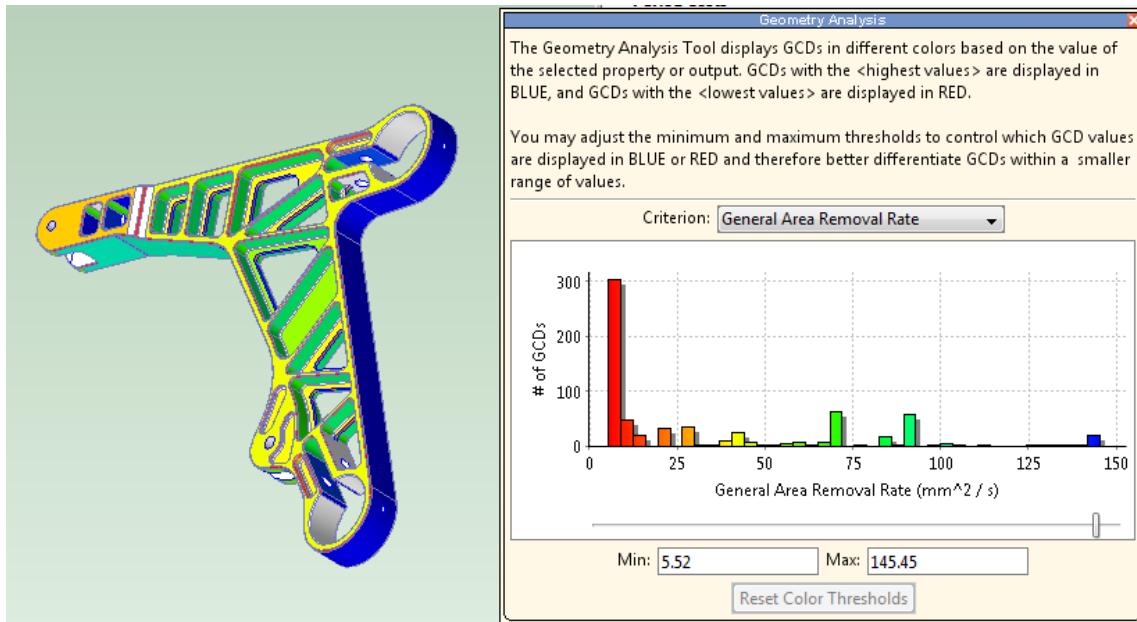 Geometry Analysis
The Geometry Analysis Tool displays GCDs in different colors based on the value of
the selected property or output. GCDs with the <highest values> are displayed in
BLUE, and GCDs with the <lowest values> are displayed in RED.
You may adjust the minimum and maximum thresholds to control which GCD values
are displayed in BLUE or RED and therefore better differentiate GCDs within a smaller
range of values.
Criterion: General Area Removal Rate
# of GCDs
300
200
100
0
0 25 50 75 100 125 150
General Area Removal Rate (mm^2 / s)
Min: 5.52 Max: 145.45
Reset Color Thresholds